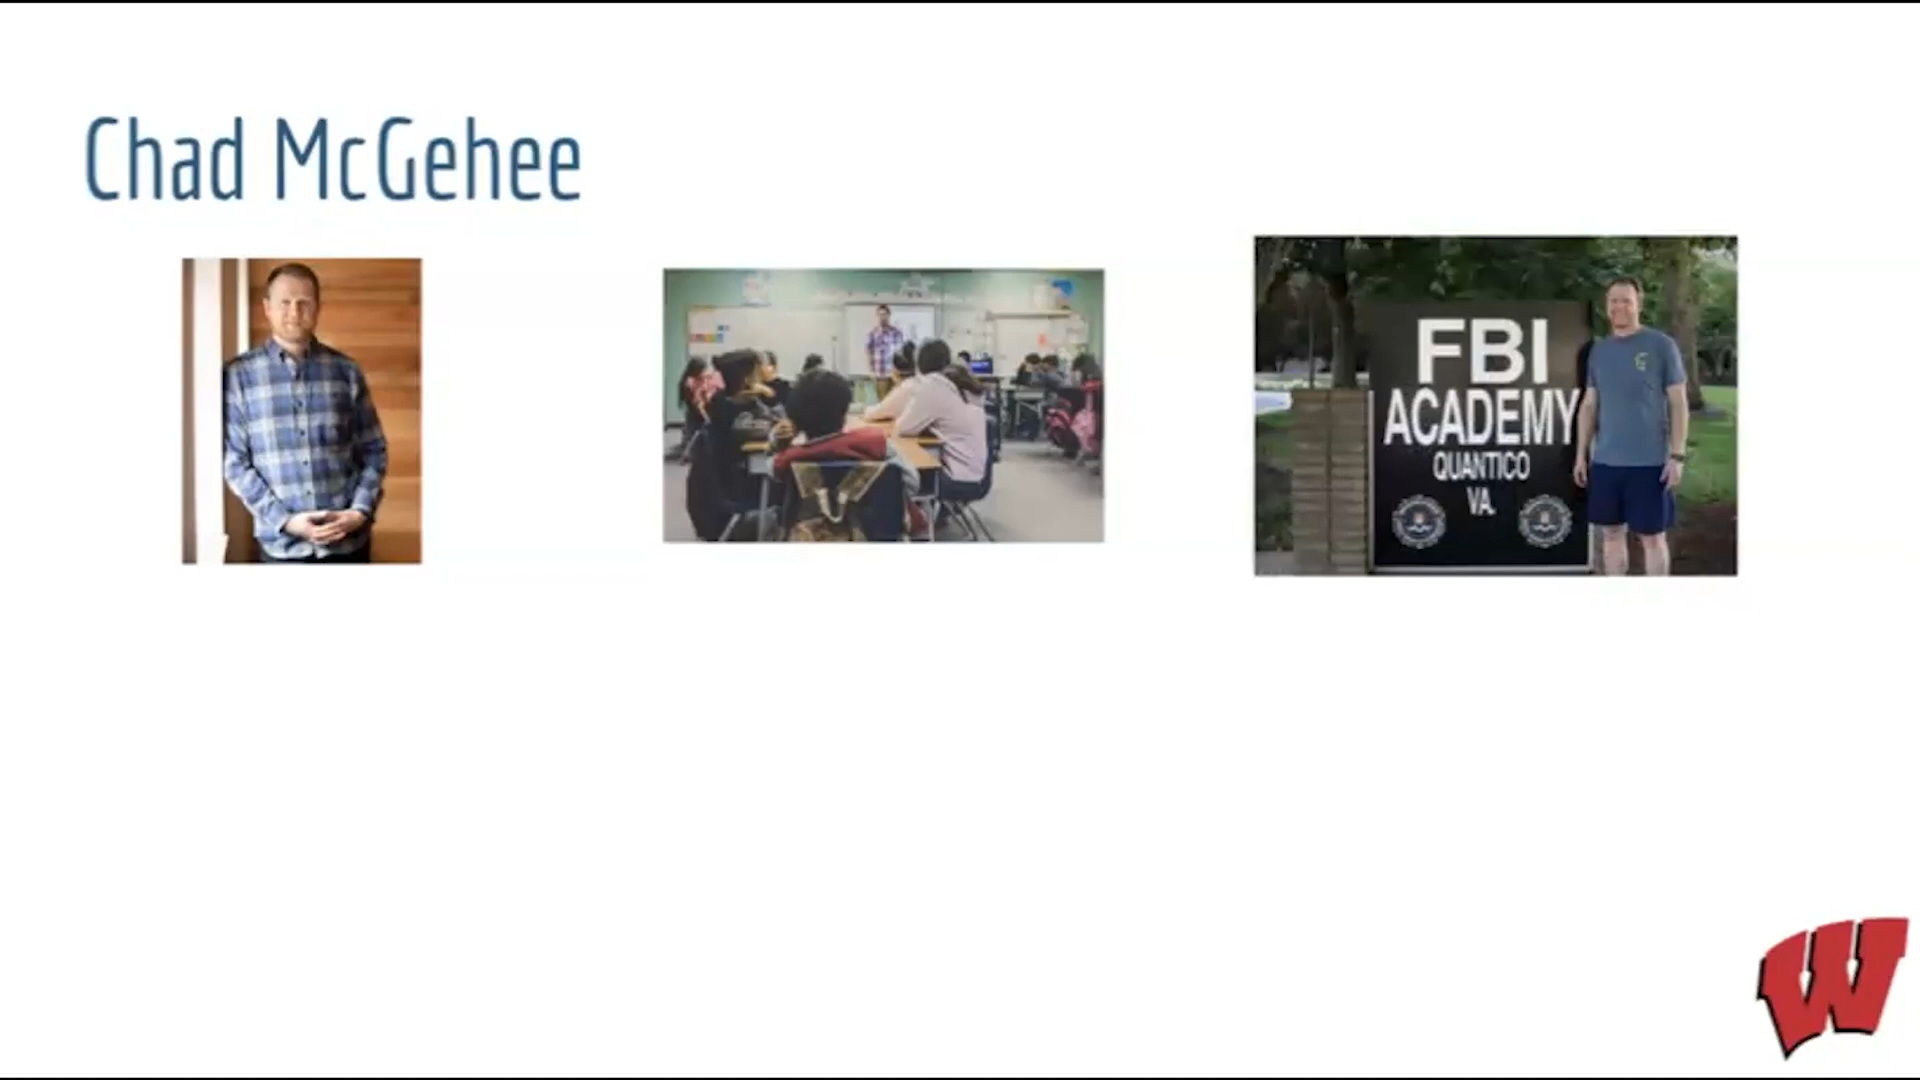 Chad McGehee
FBI
ACADEMY
QUANTICO
VA.
W